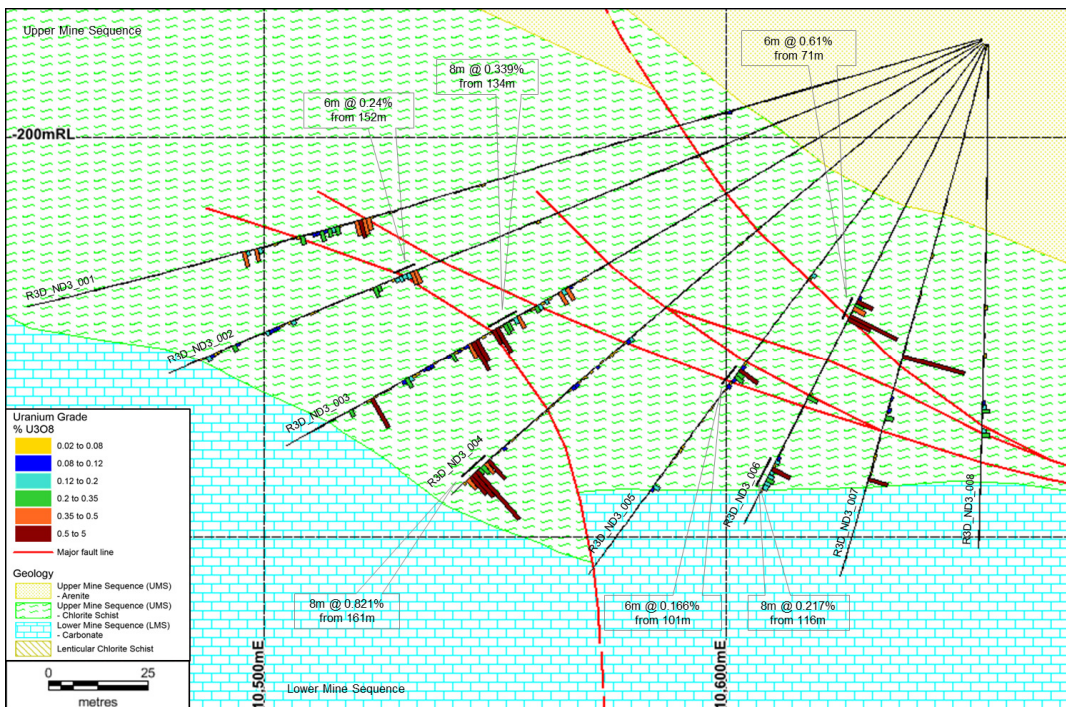 Upper Mine Sequence
6m @ 0.61%
from 71m
8m @ 0.339%
from 134m
6m @ 0.24%
from 152m
-200mRL
R3D_ND3_001
R3D_ND3_002
R3D_ND3_003
R3D_ND3_004
R3D_ND3_005
R3D_ND3_006
R3D_ND3_007
R3D_ND3_008
Uranium Grade
% U3O8
0.02 to 0.08
0.08 to 0.12
0.12 to 0.2
0.2 to 0.35
0.35 to 0.5
0.5 to 5
Major fault line
Geology
Upper Mine Sequence (UMS)
- Arenite
Upper Mine Sequence (UMS)
- Chlorite Schist
Lower Mine Sequence (LMS)
- Carbonate
Lenticular Chlorite Schist
0 25
metres
8m @ 0.821%
from 161m
6m @ 0.166%
from 101m
8m @ 0.217%
from 116m
10,500mE
10,600mE
Lower Mine Sequence